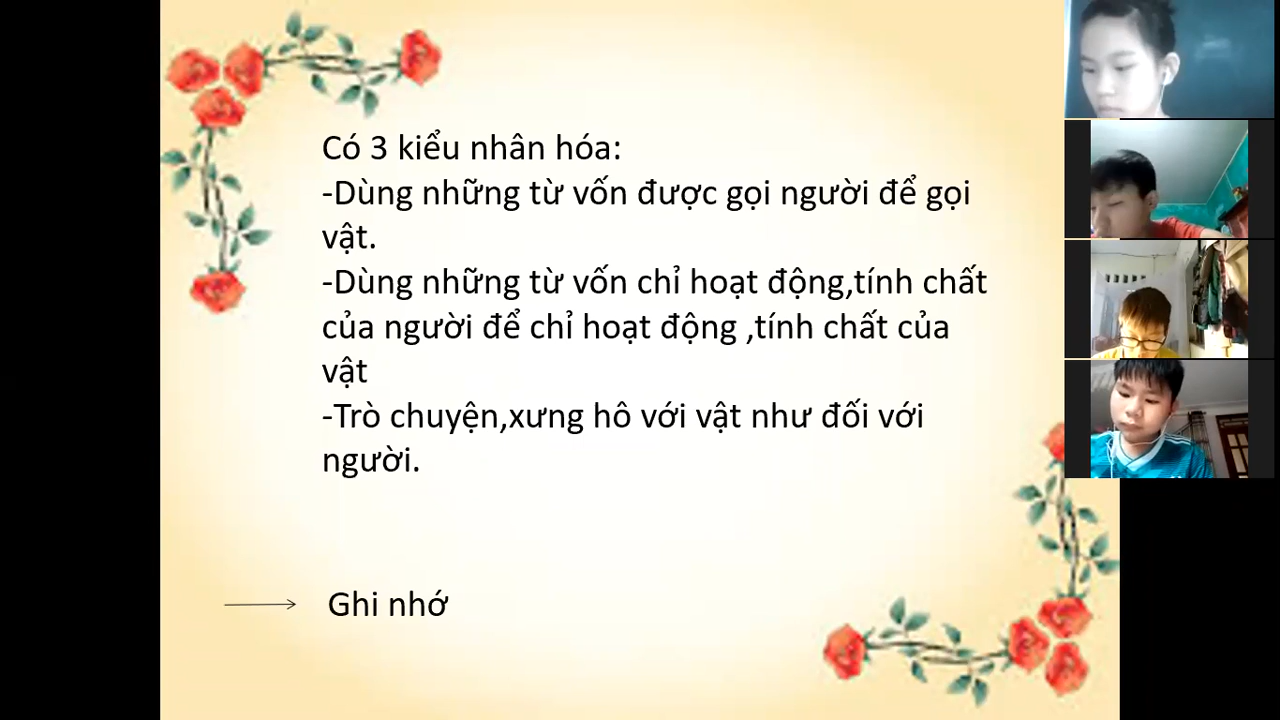 Có 3 kiểu nhân hóa:
-Dùng những từ vốn được gọi người để gọi
vật.
-Dùng những từ vốn chỉ hoạt động,tính chất
của người để chỉ hoạt động ,tính chất của
vật
-Trò chuyện,xưng hô với vật như đối với
người.
Ghi nhớ